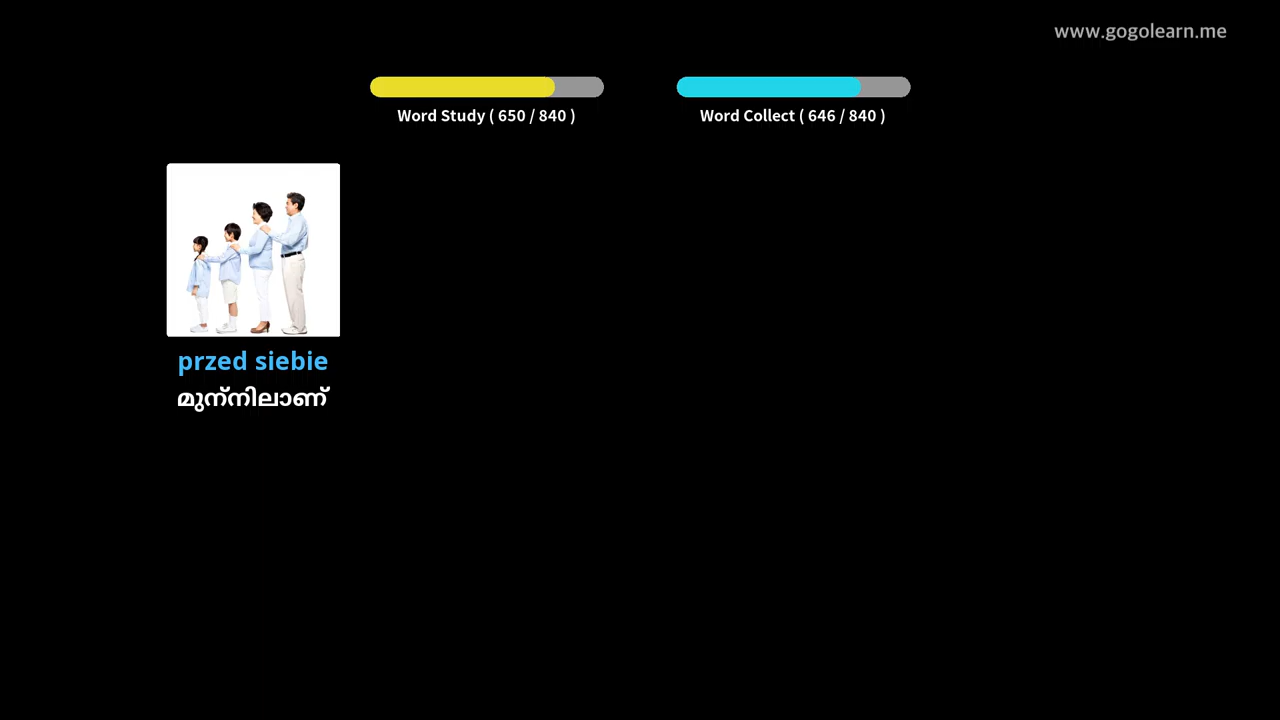 www.gogolearn.me
Word Study ( 650 / 840 )
Word Collect ( 646 / 840 )
przed siebie
മുന്നിലാണ്